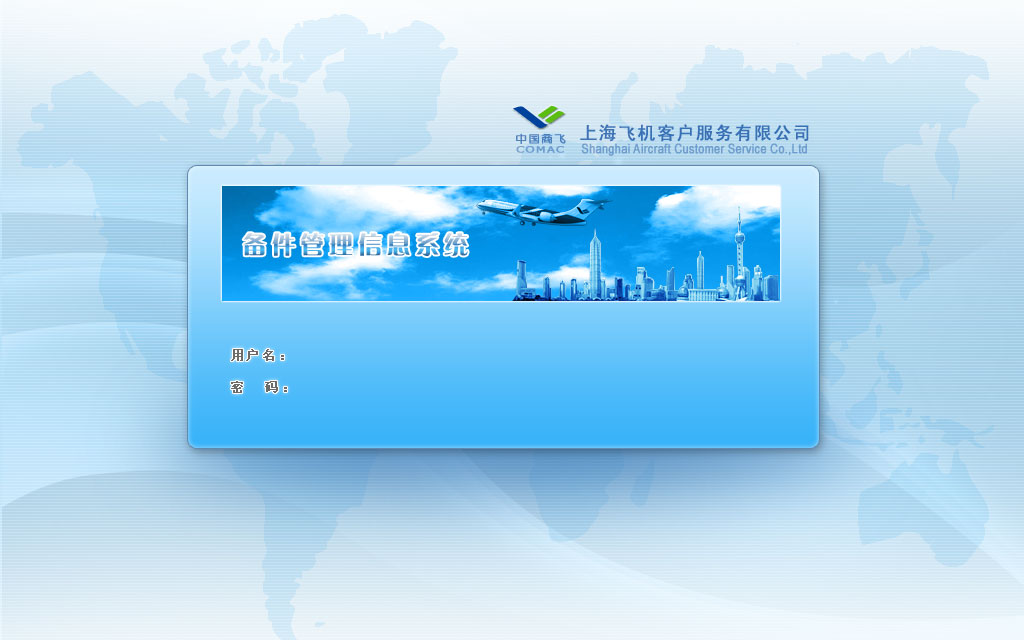 中国商飞
COMAC
上海飞机客户服务有限公司
Shanghai Aircraft Customer Service Co.,Ltd
备件管理信息系统
用户名：
密 码：